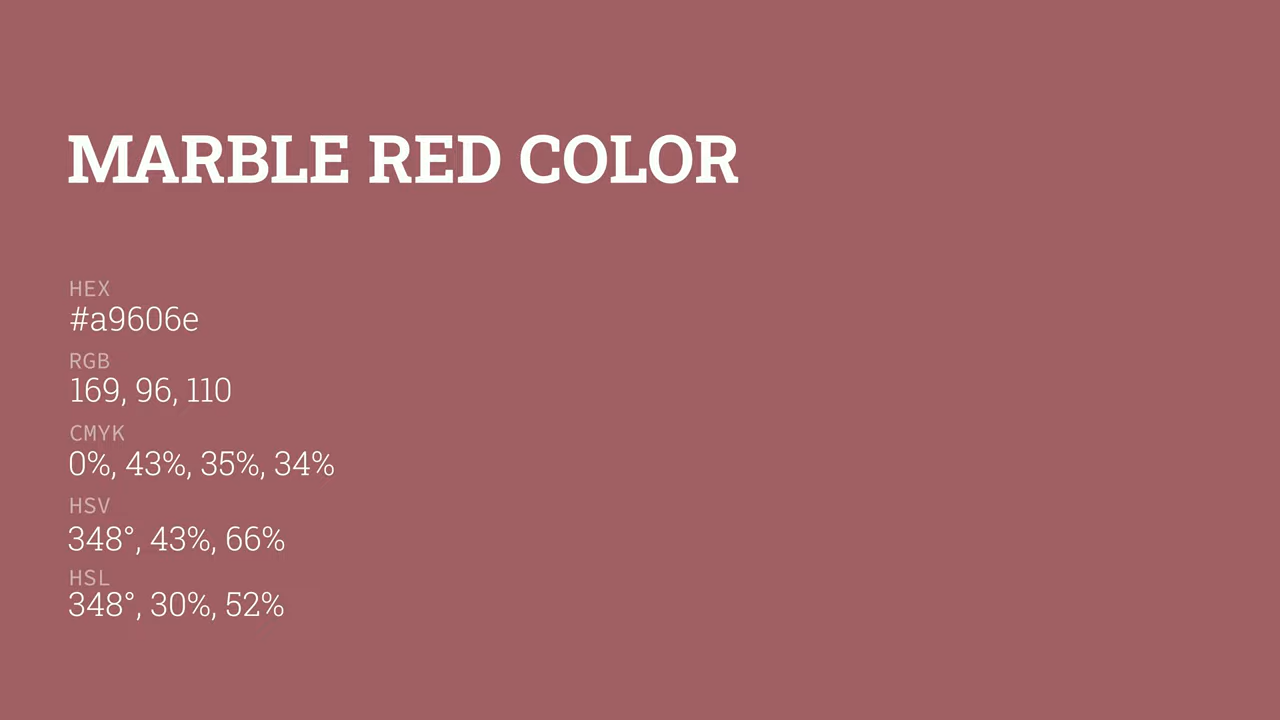 MARBLE RED COLOR
HEX
#a9606e
RGB
169, 96, 110
CMYK
0%, 43%, 35%, 34%
HSV
348°, 43%, 66%
HSL
348°, 30%, 52%